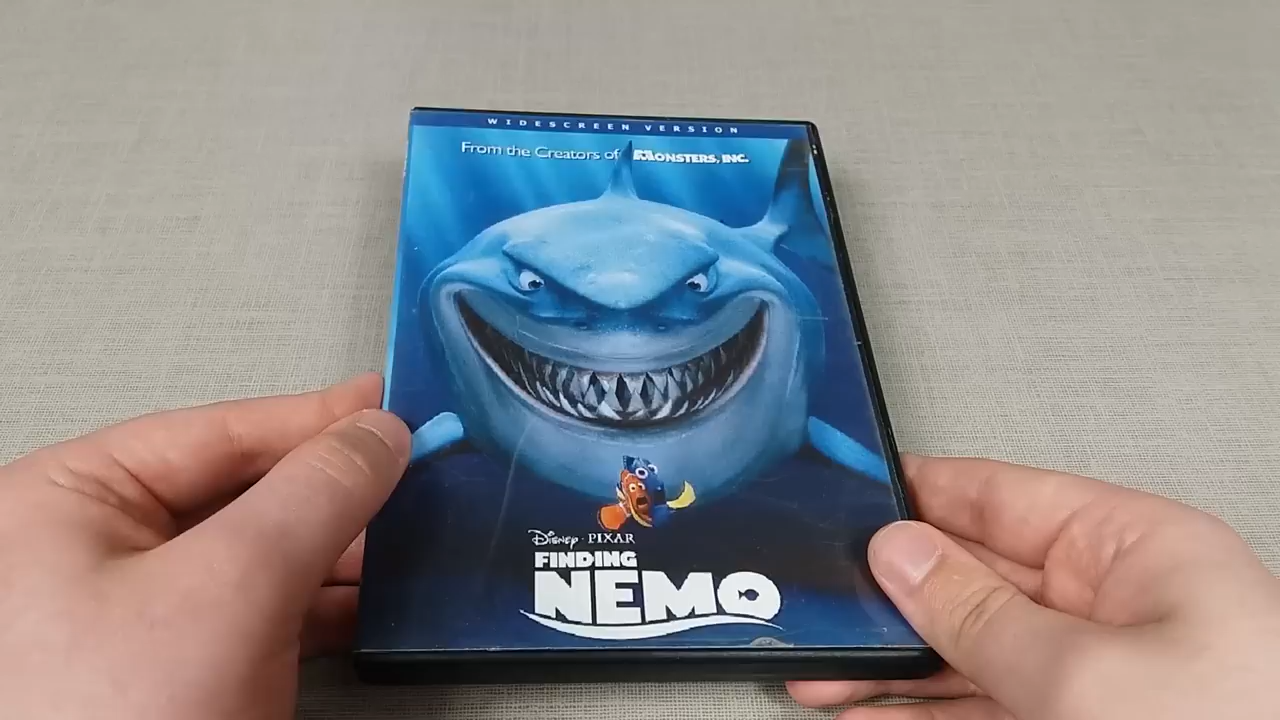 WIDESCREEN VERSION
From the Creators of MONSTERS, INC.
DISNEY · PIXAR
FINDING
NEMO